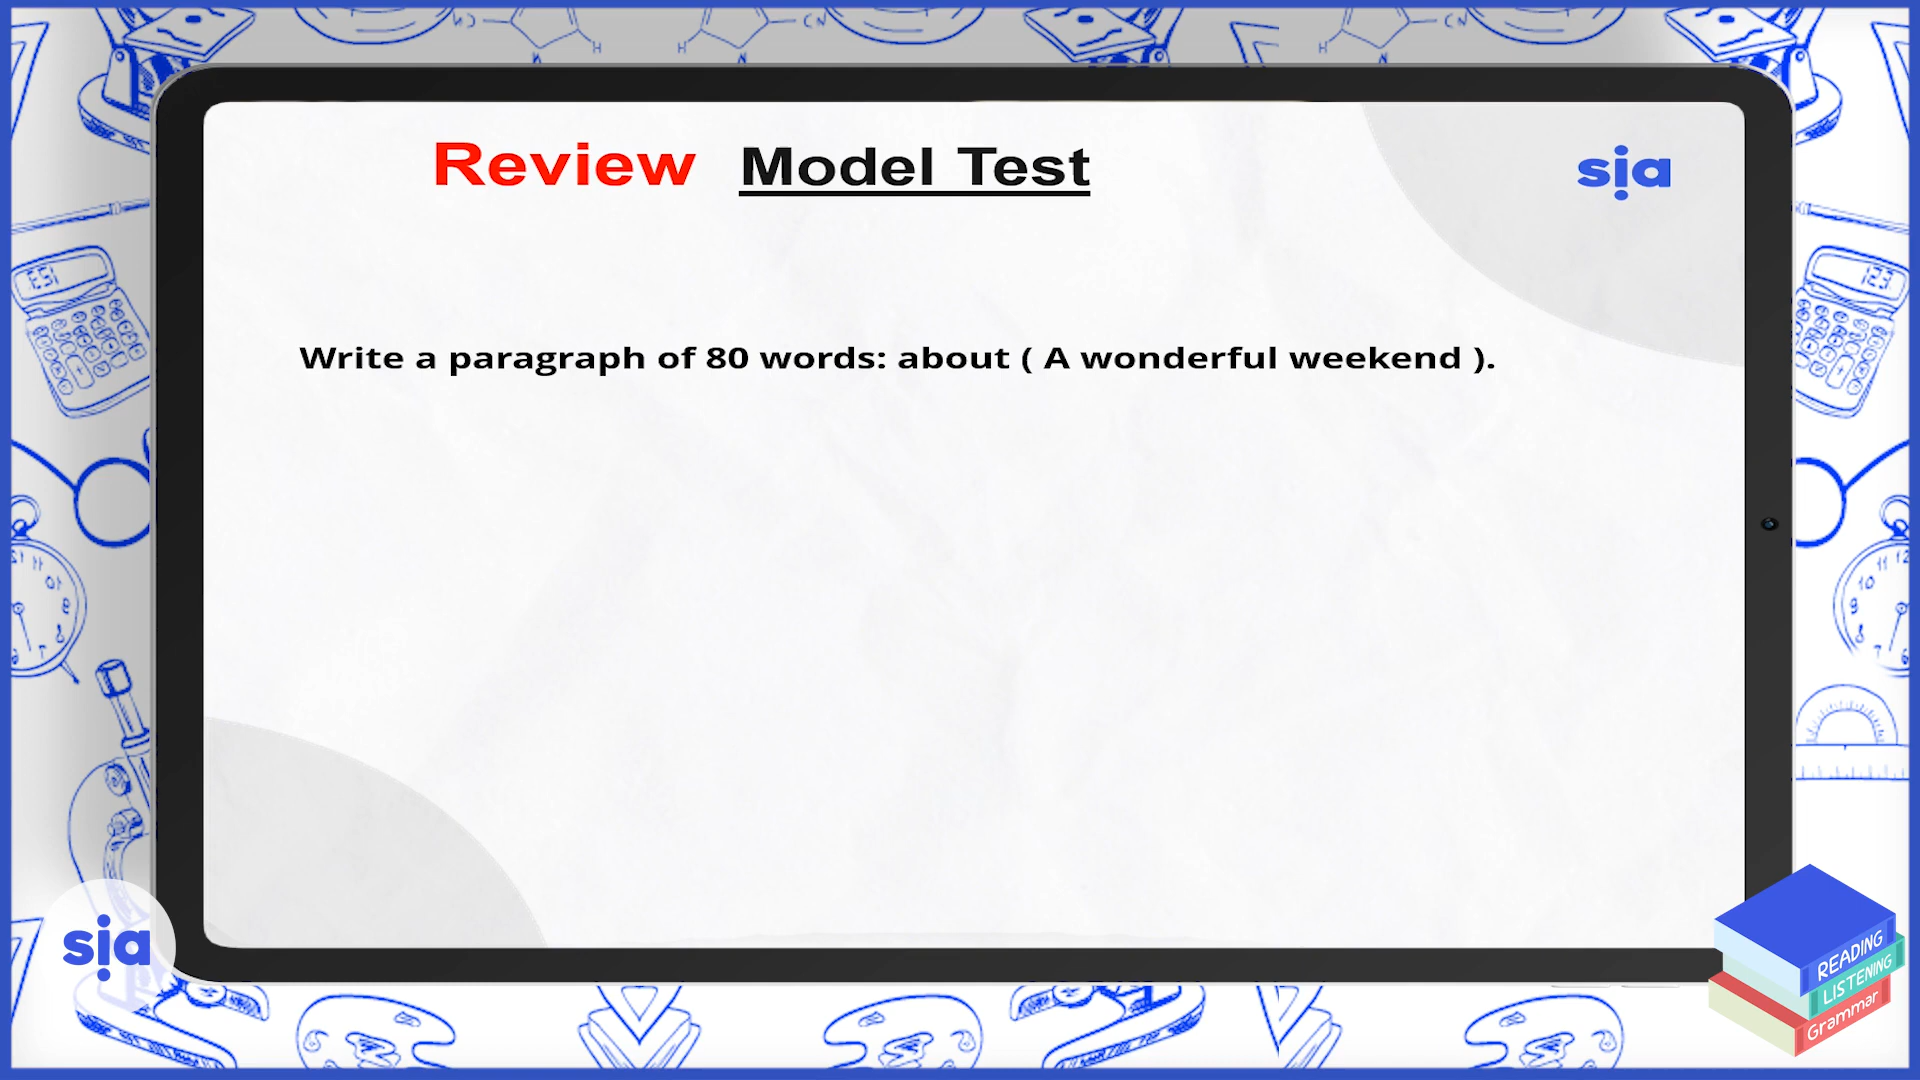 Review Model Test
sia
Write a paragraph of 80 words: about ( A wonderful weekend ).
sia
READING
LISTENING
Grammar